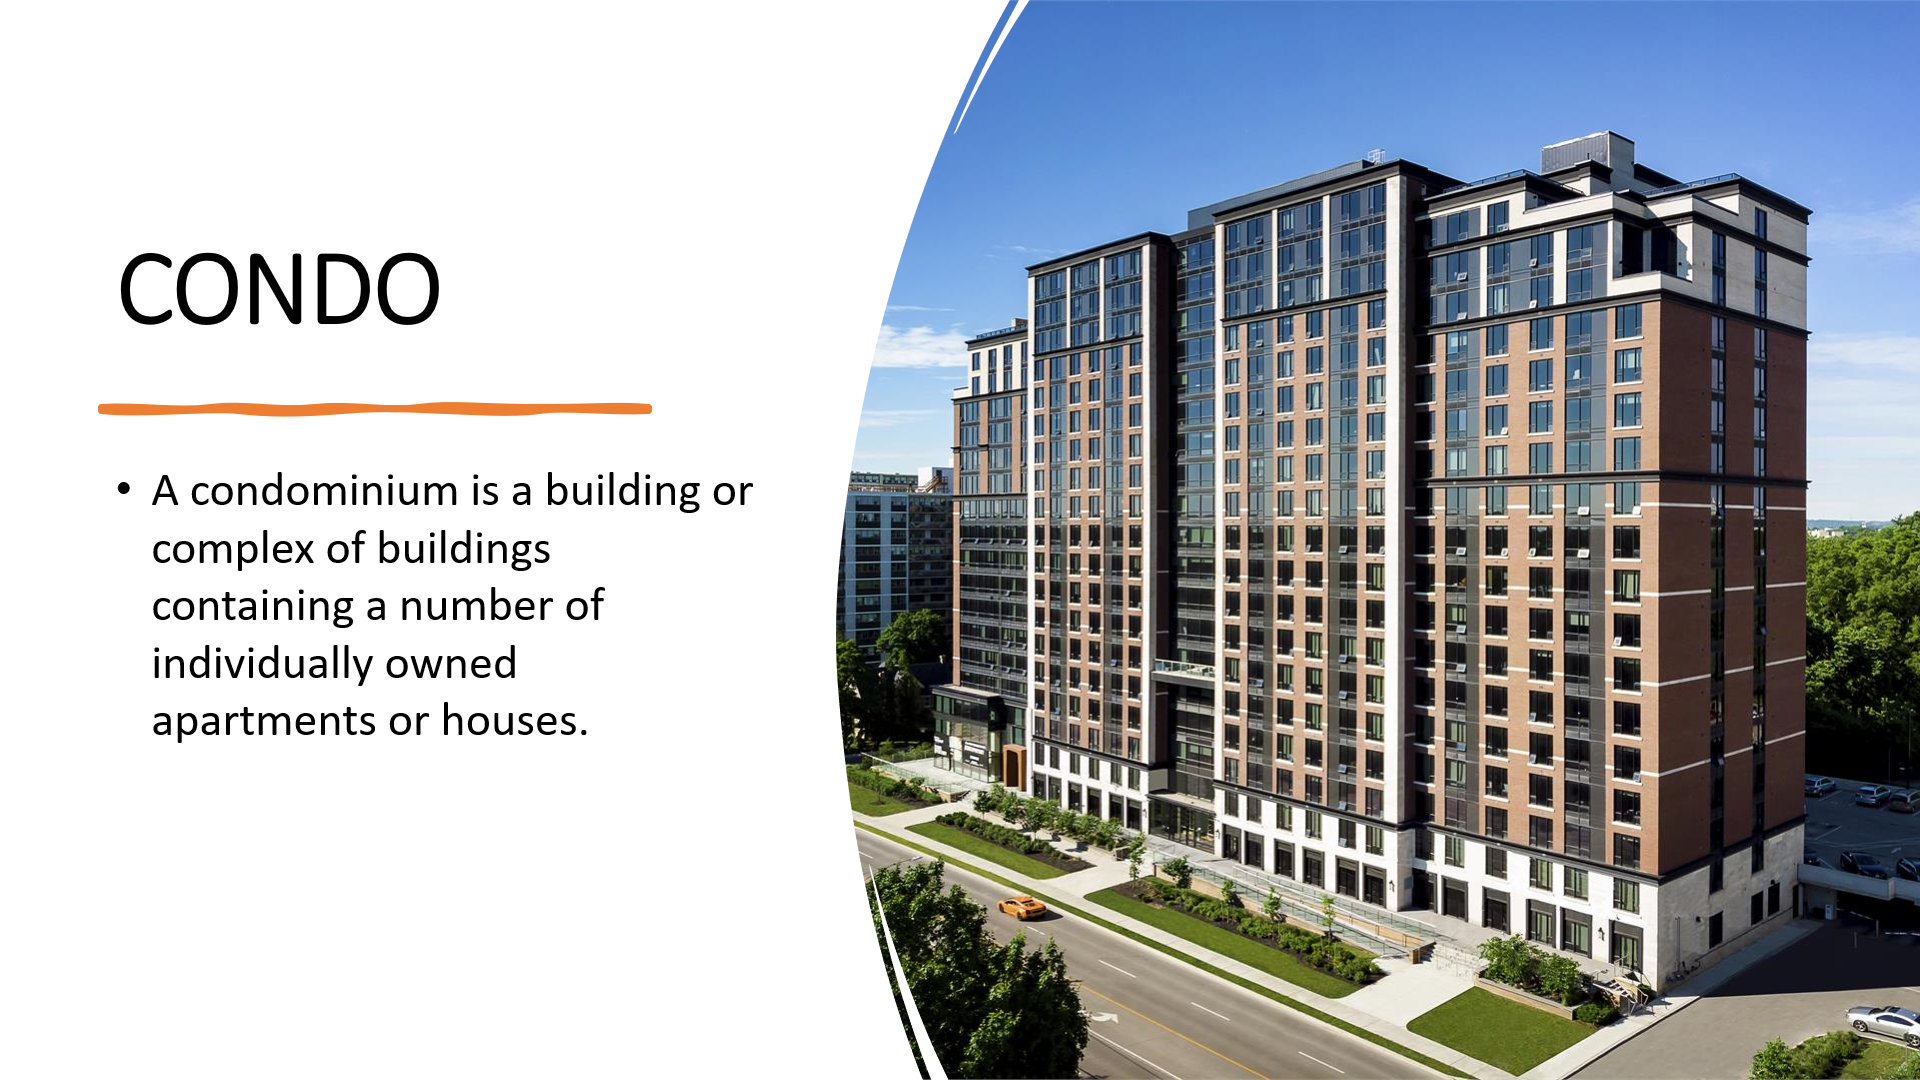 CONDO
• A condominium is a building or
complex of buildings
containing a number of
individually owned
apartments or houses.